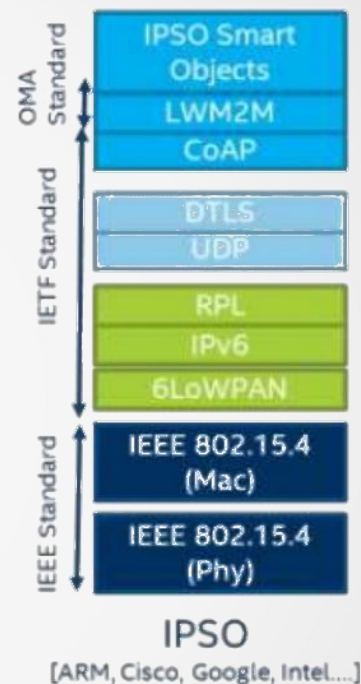 OMA
Standard
IETF Standard
IEEE Standard
IPSO Smart
Objects
LWM2M
CoAP
DTLS
UDP
RPL
IPv6
6LoWPAN
IEEE 802.15.4
(Mac)
IEEE 802.15.4
(Phy)
IPSO
[ARM, Cisco, Google, Intel....]